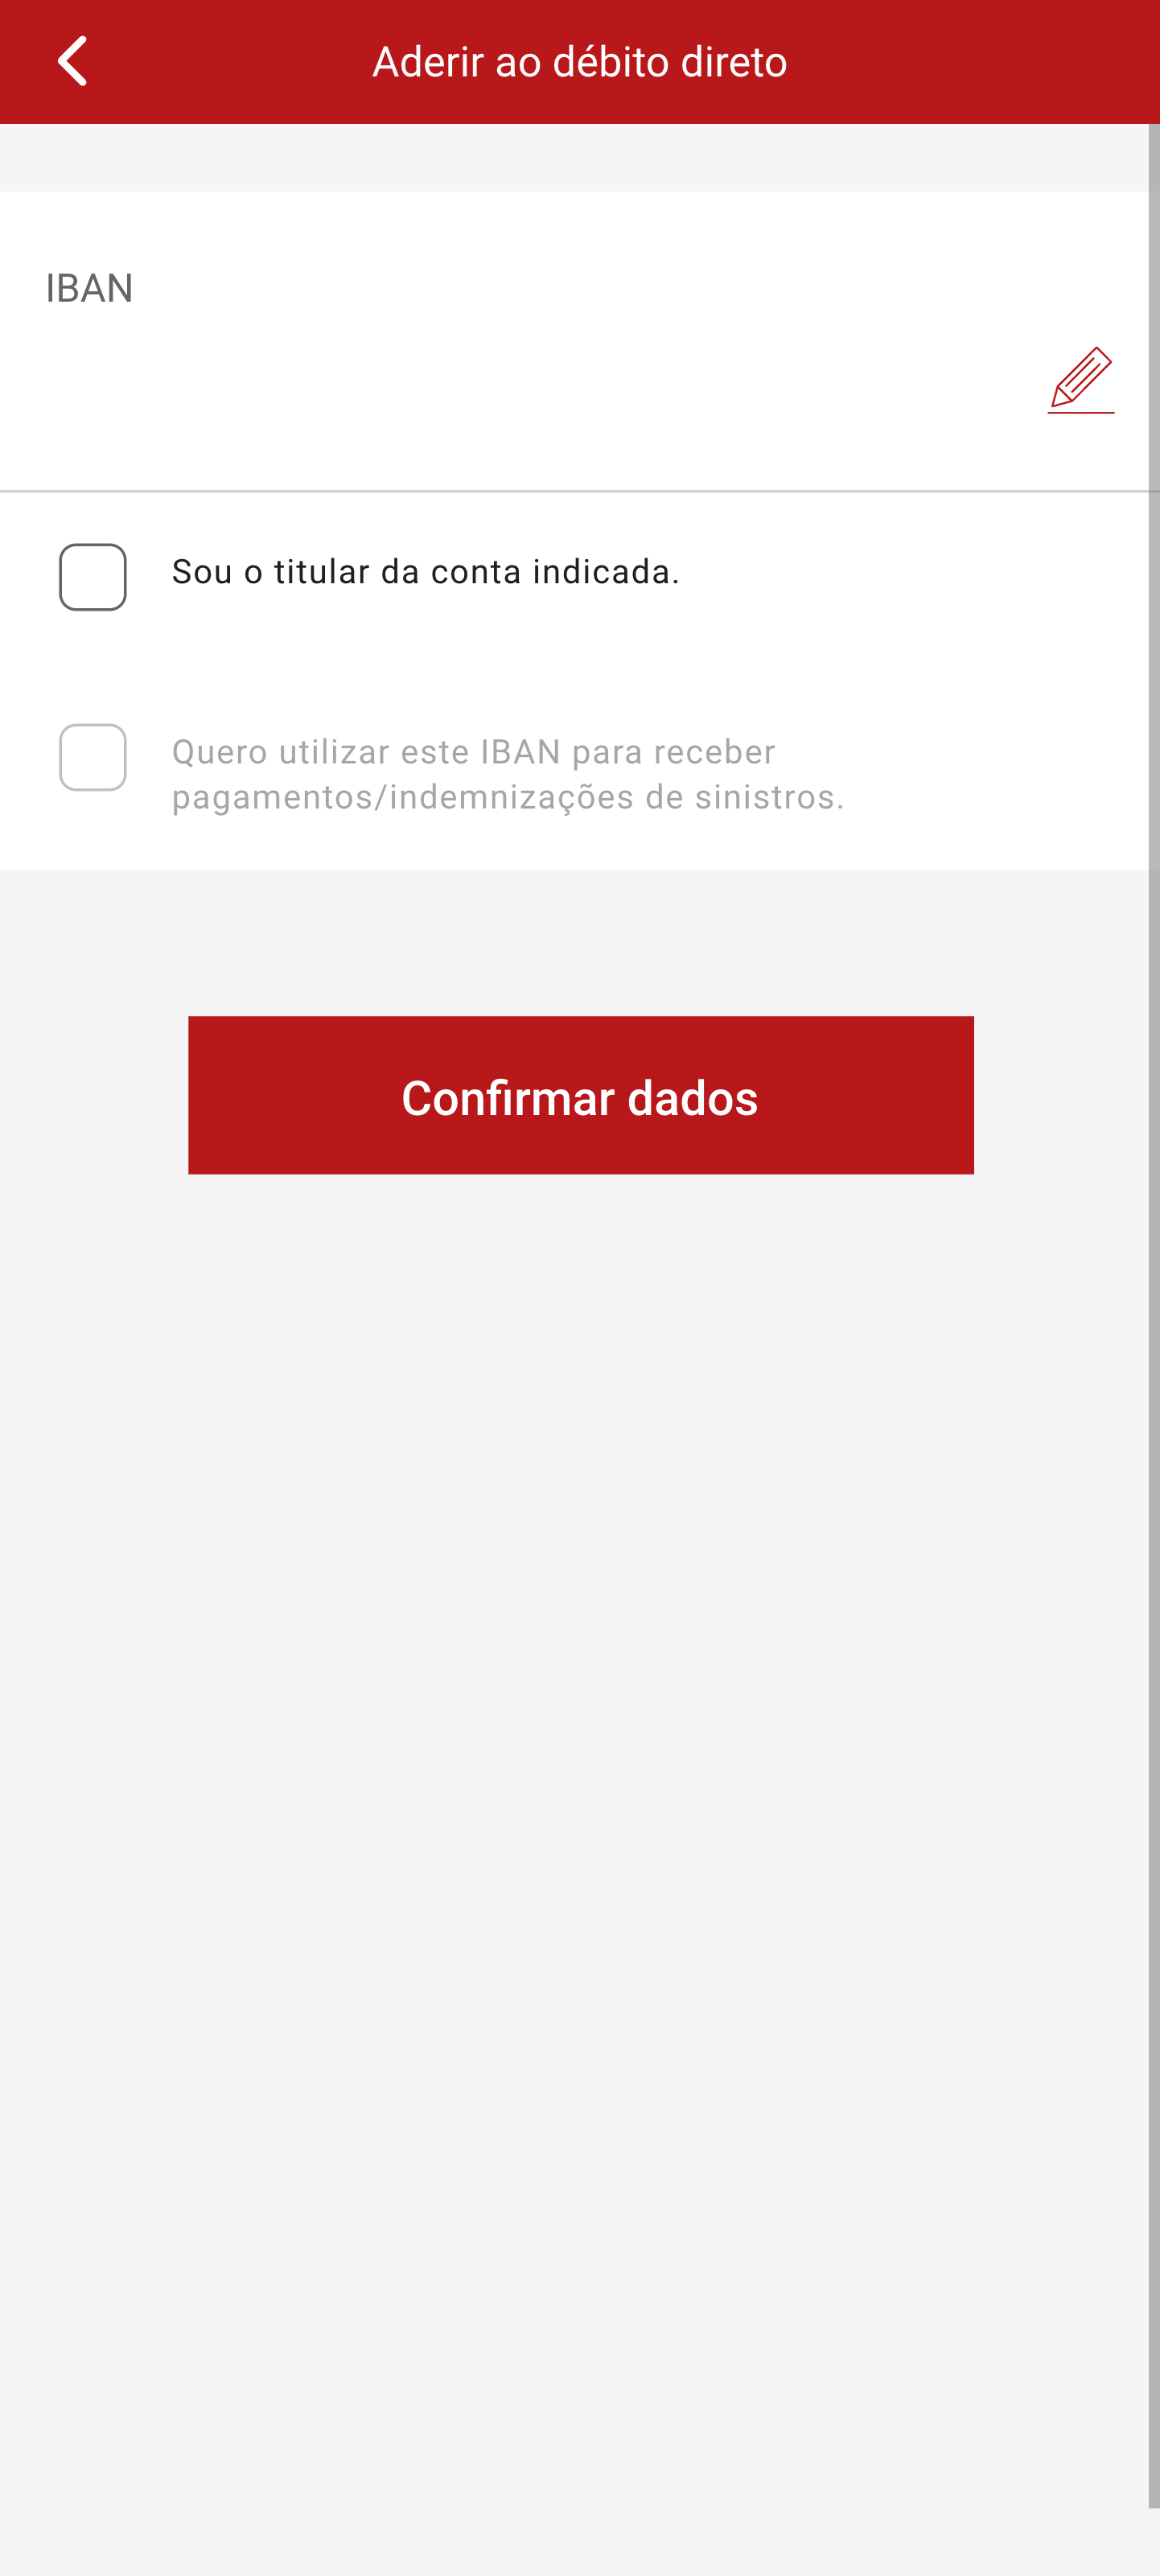 Aderir ao débito direto
IBAN
Sou o titular da conta indicada.
Quero utilizar este IBAN para receber
pagamentos/indemnizações de sinistros.
Confirmar dados